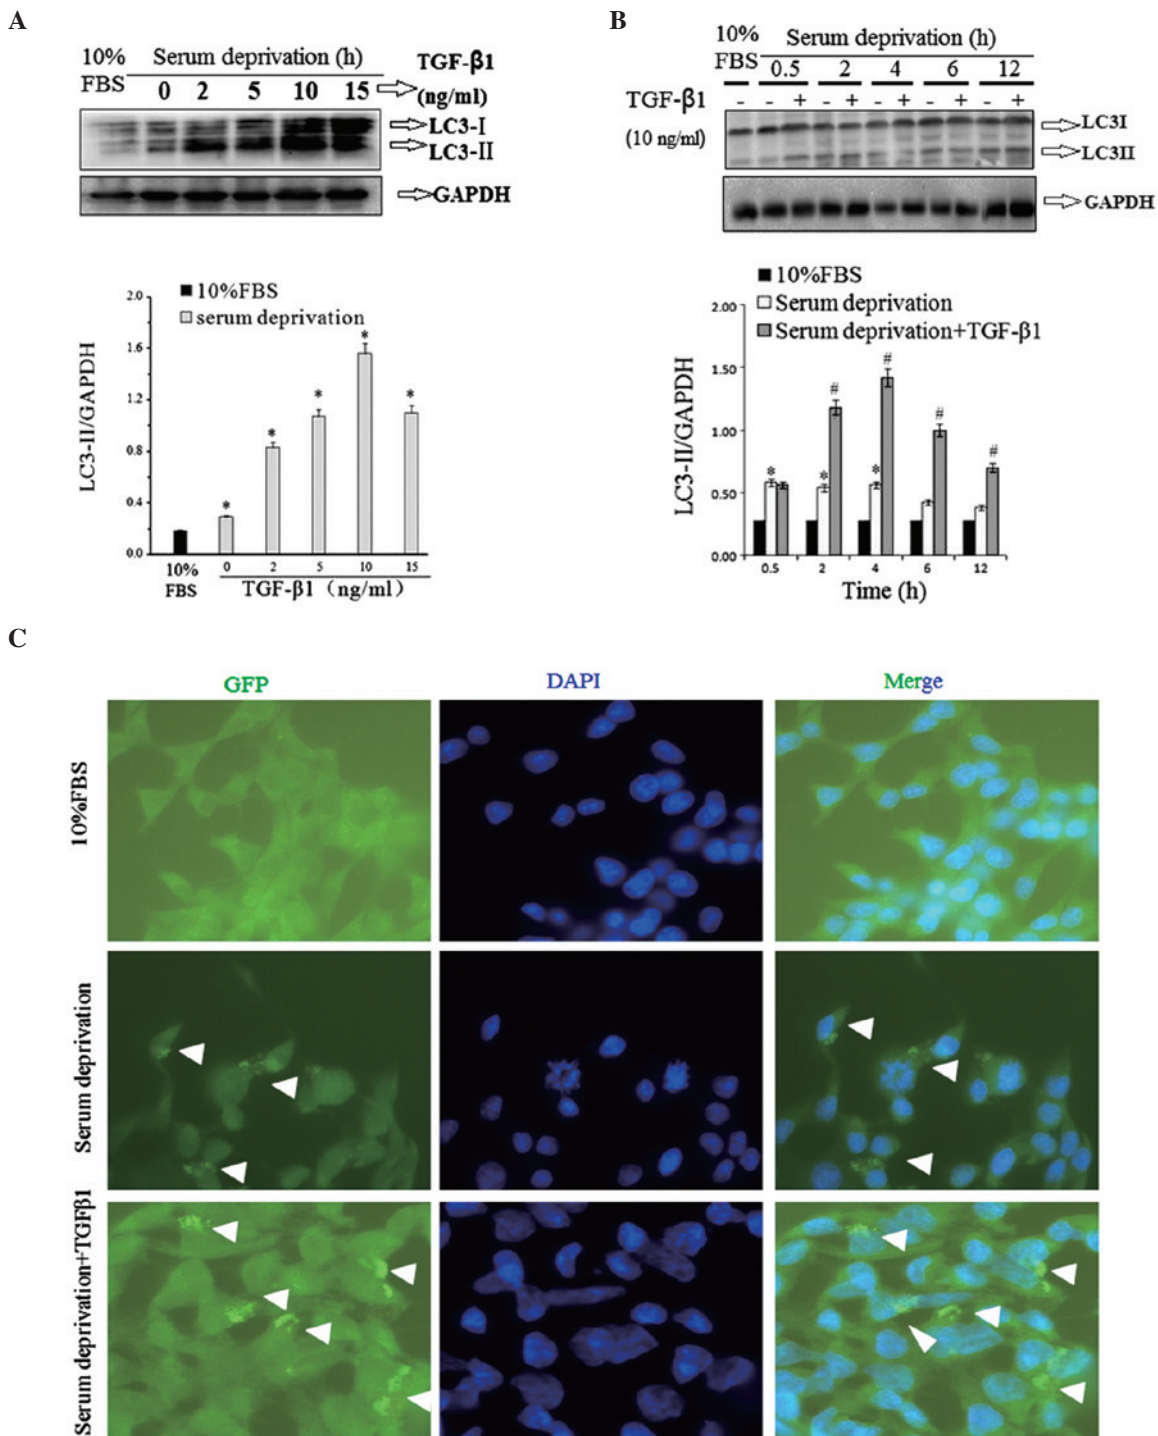 A
10%
FBS
Serum deprivation (h)
0 2 5 10 15
TGF-β1
(ng/ml)
LC3-I
LC3-II
GAPDH
2.0
1.6
1.2
0.8
0.4
0.0
LC3-II/GAPDH
10%FBS
serum deprivation
* * * * *
10%
FBS
0 2 5 10 15
TGF-β1 (ng/ml)
B
10%
FBS
Serum deprivation (h)
0.5 2 4 6 12
TGF-β1
(10 ng/ml)
- - + - + - + - + - +
LC3I
LC3II
GAPDH
10%FBS
Serum deprivation
Serum deprivation+TGF-β1
2.00
1.50
1.00
0.50
0.00
LC3-II/GAPDH
* * # * # # #
0.5 2 4 6 12
Time (h)
C
GFP DAPI Merge
10%FBS
Serum deprivation
Serum deprivation+TGFβ1